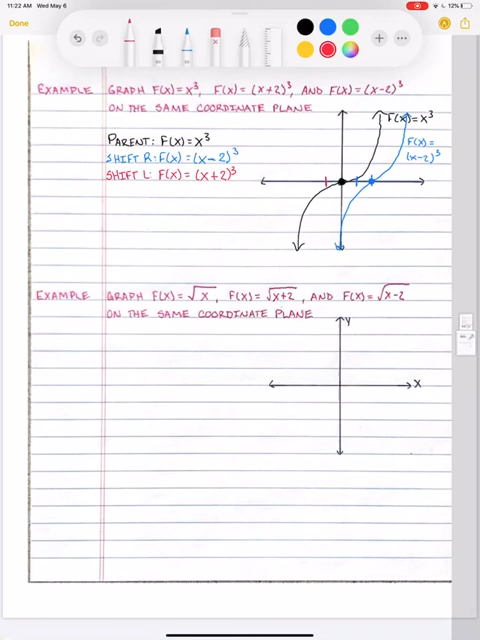 11:22 AM Wed May 6
12%
Done
EXAMPLE GRAPH F(X)=X³, F(X)=(X+2)³, AND F(X)=(X-2)³
ON THE SAME COORDINATE PLANE
F(X)=X³
PARENT: F(X)=X³
F(X)=
(X-2)³
SHIFT R: F(X)=(X-2)³
SHIFT L: F(X)=(X+2)³
EXAMPLE GRAPH F(X)=√X, F(X)=√X+2, AND F(X)=√X-2
ON THE SAME COORDINATE PLANE
Y
X